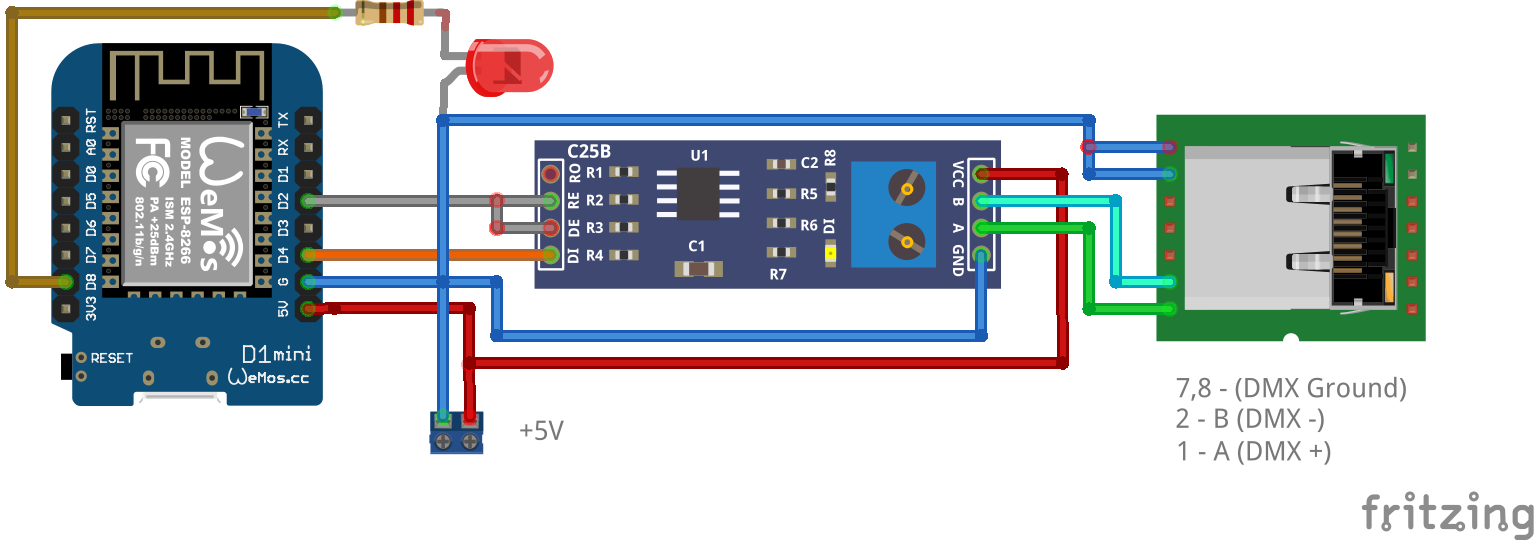 RST
A0
D0
D5
D6
D7
D8
3V3
TX
RX
D1
D2
D3
D4
G
5V
WeMos
MODEL ESP-8266
ISM 2.4GHz
PA +25dBm
802.11b/g/n
FC
RESET
D1mini
WeMos.cc
C25B
RO
RE
DE
DI
R1
R2
R3
R4
U1
C1
C2
R5
R6
R7
R8
DI
VCC
B
A
GND
+5V
7,8 - (DMX Ground)
2 - B (DMX -)
1 - A (DMX +)
fritzing